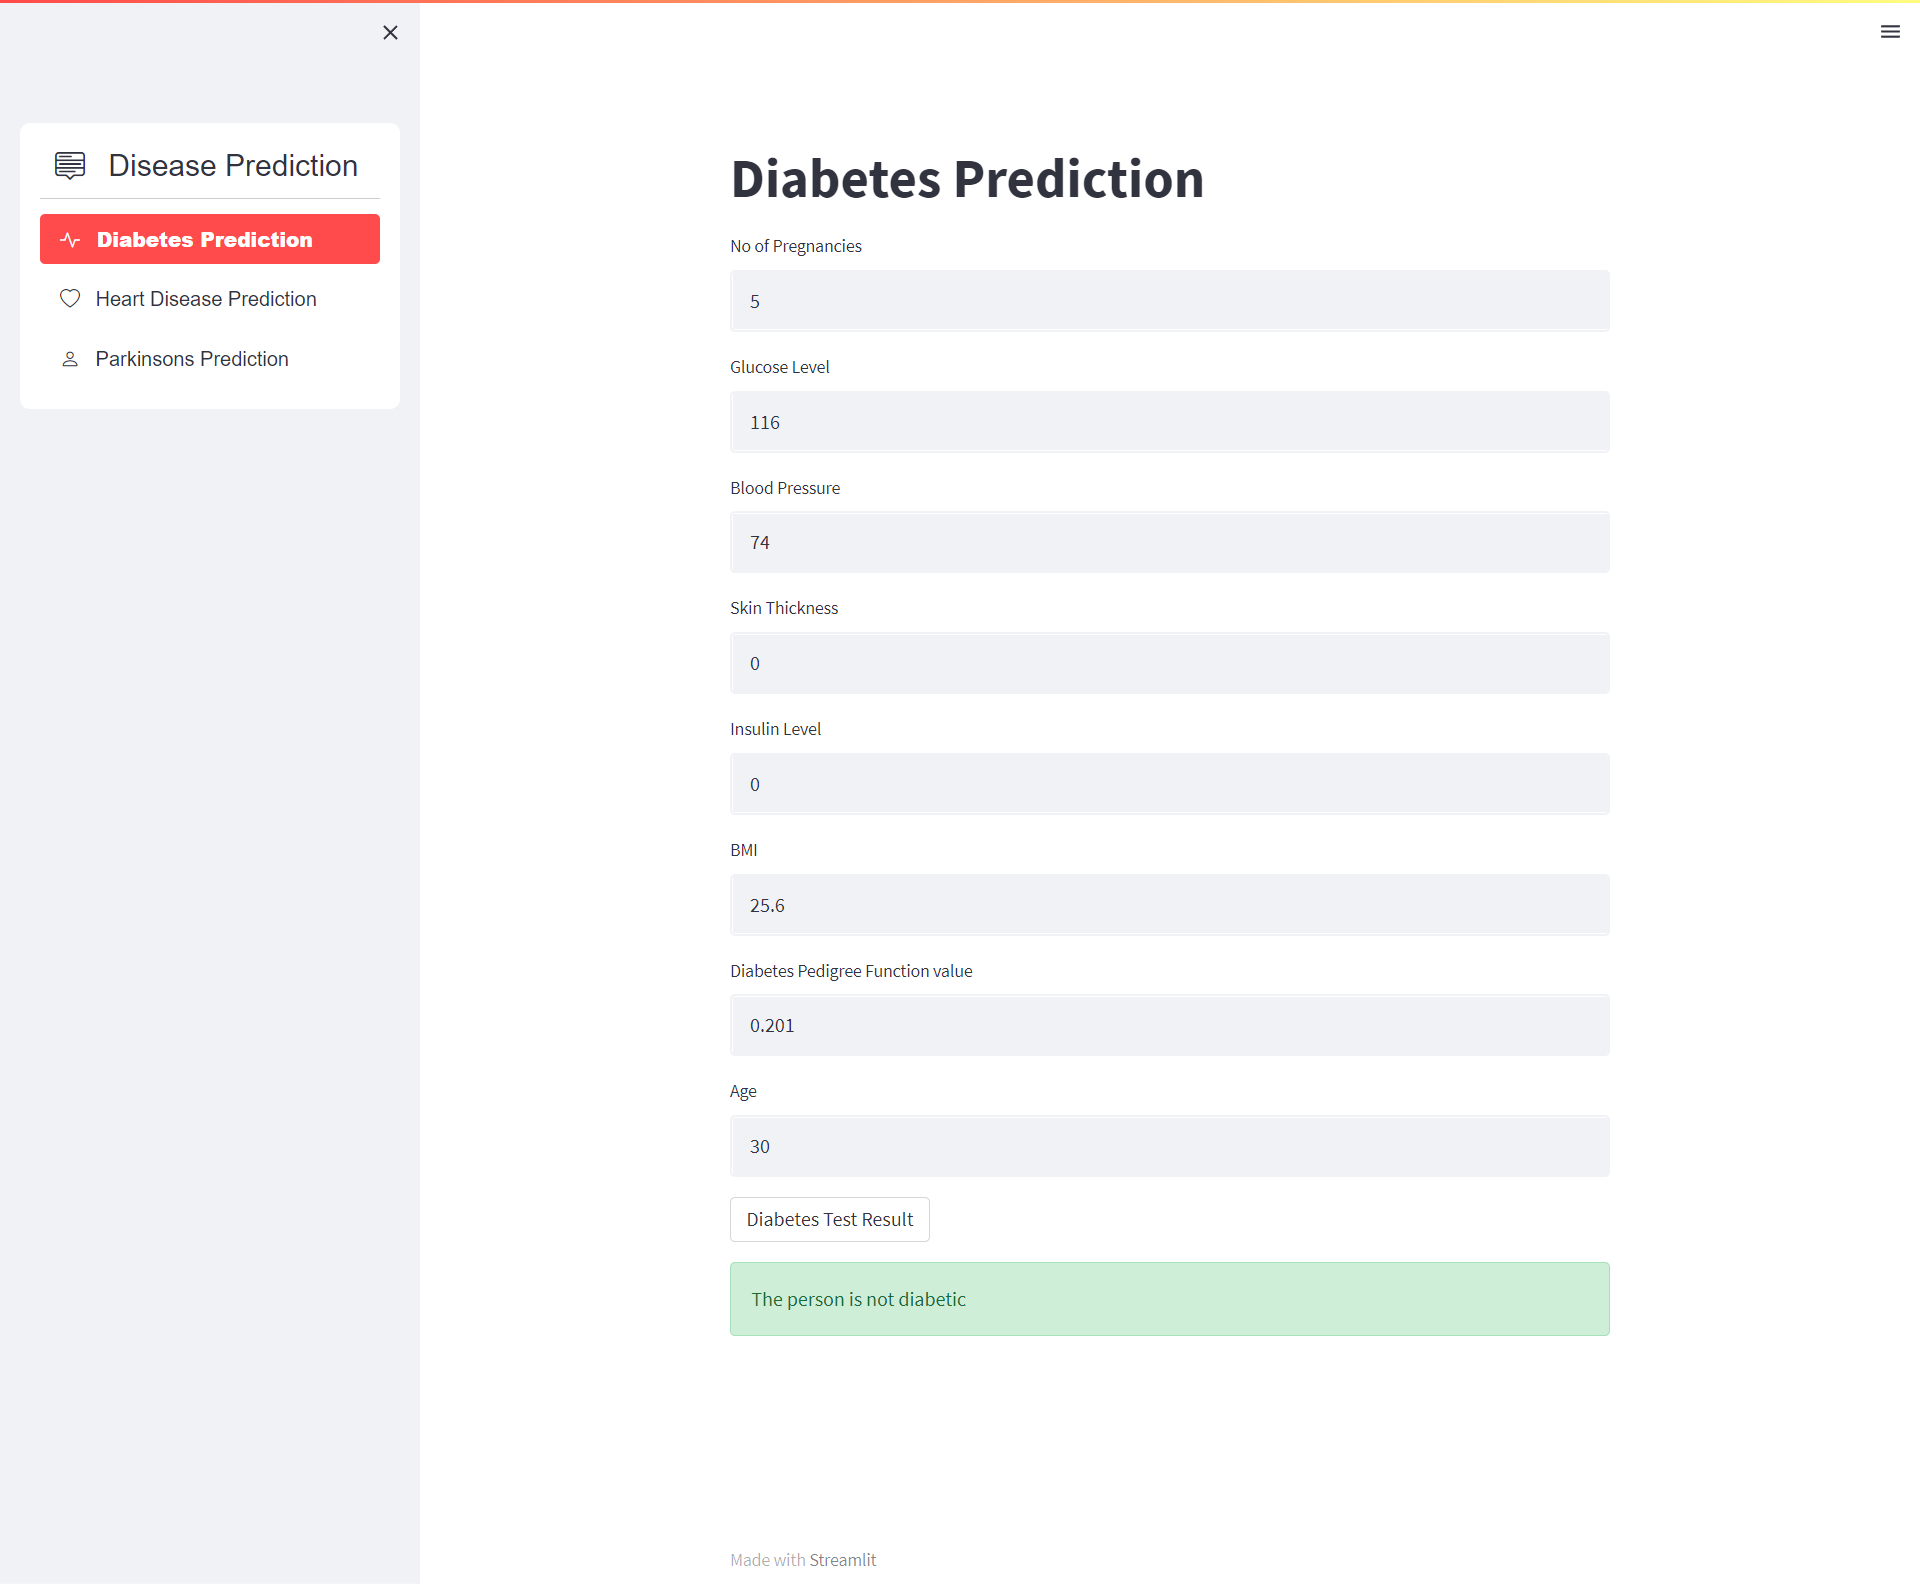 Disease Prediction
Diabetes Prediction
Heart Disease Prediction
Parkinsons Prediction
Diabetes Prediction
No of Pregnancies
5
Glucose Level
116
Blood Pressure
74
Skin Thickness
0
Insulin Level
0
BMI
25.6
Diabetes Pedigree Function value
0.201
Age
30
Diabetes Test Result
The person is not diabetic
Made with Streamlit